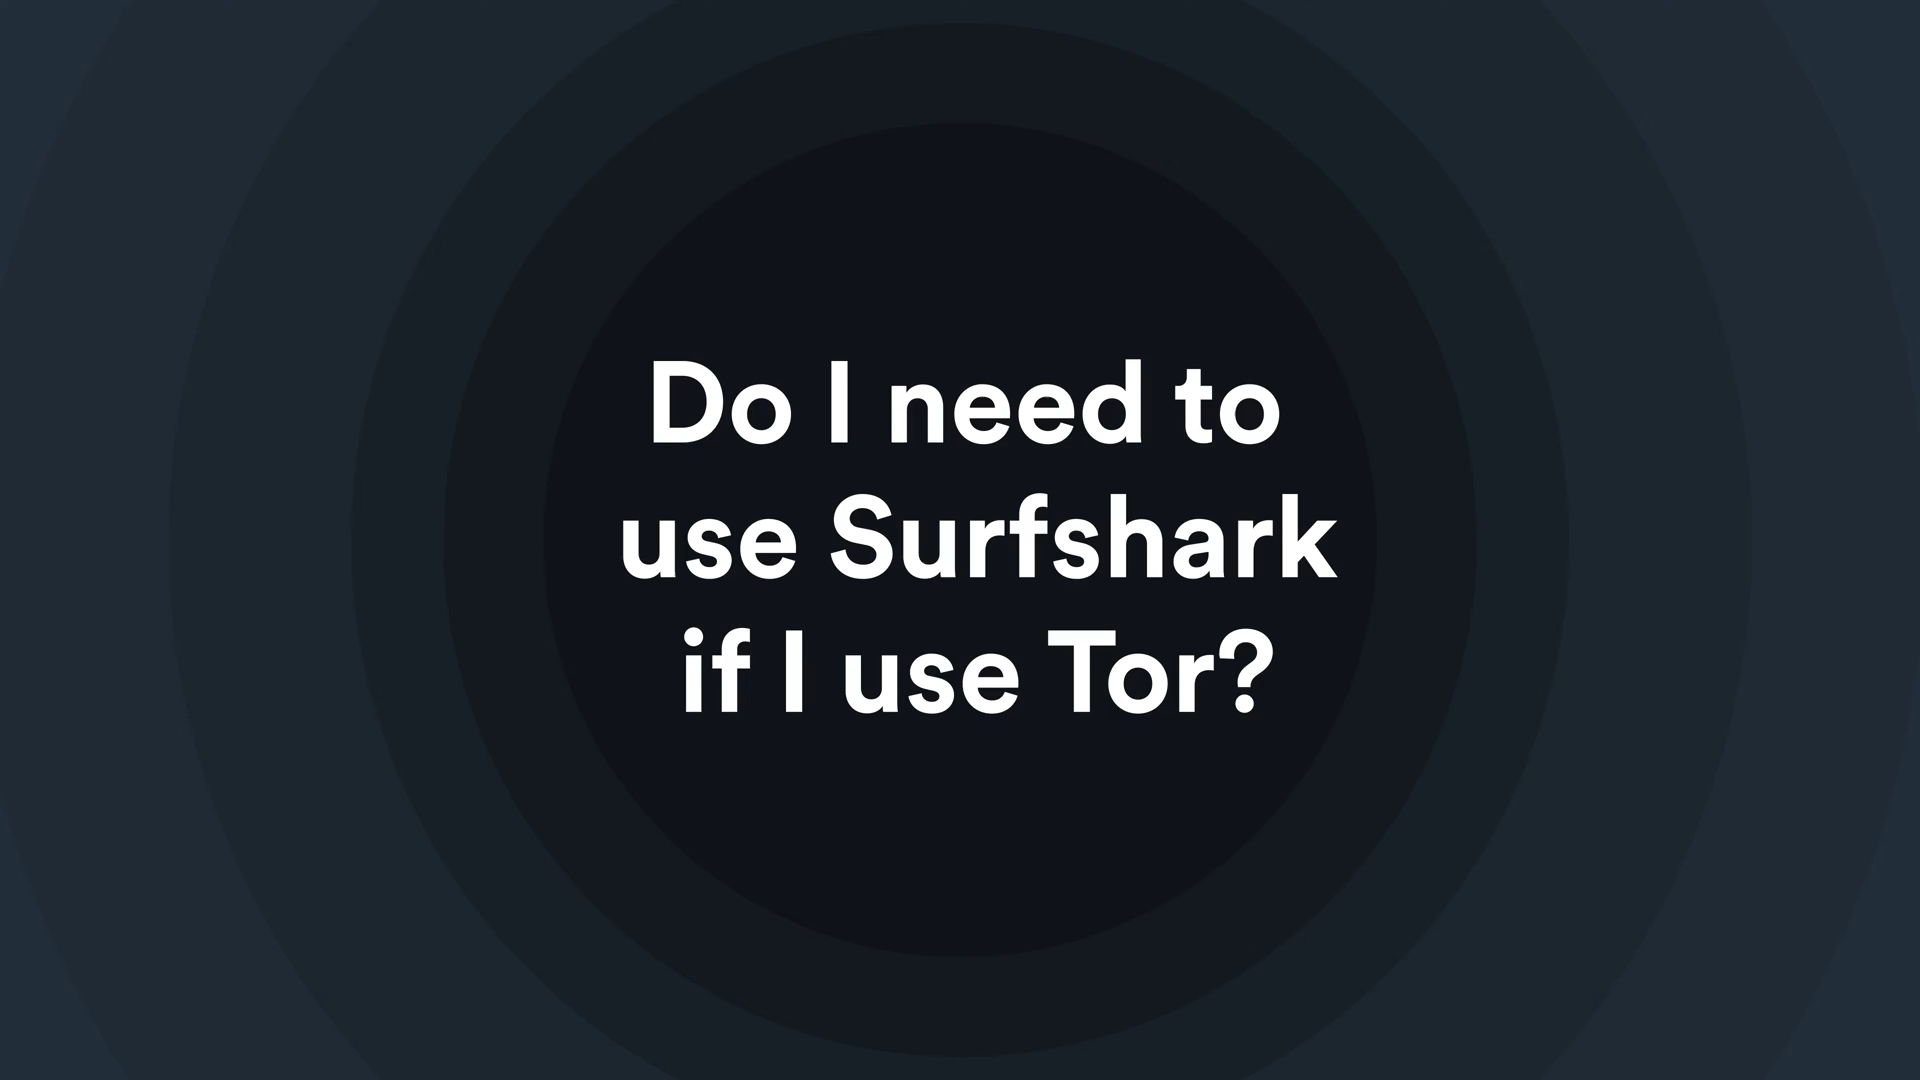 Do I need to
use Surfshark
if I use Tor?